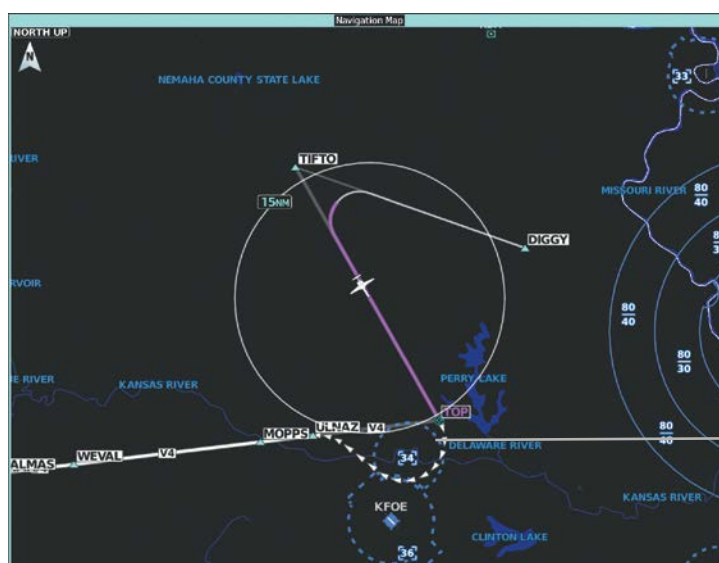 Navigation Map
NORTH UP
N
33
NEMAHA COUNTY STATE LAKE
TIFTO
RIVER
MISSOURI RIVER
80
40
15NM
DIGGY
80
40
80
30
PERRY LAKE
KANSAS RIVER
TOP
ULNAZ
V4
MOPPS
80
40
WEVAL
V4
DELAWARE RIVER
ALMAS
34
KANSAS RIVER
KFOE
CLINTON LAKE
36